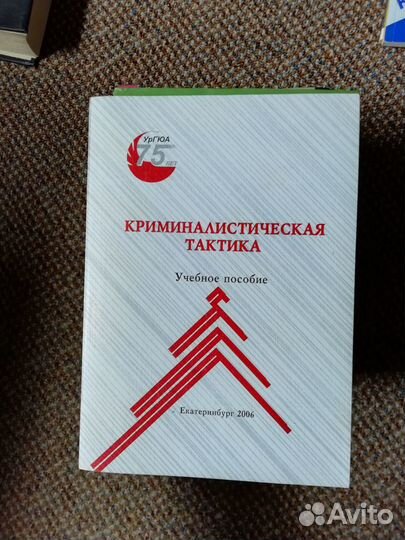 УрГЮА
75 ЛЕТ
КРИМИНАЛИСТИЧЕСКАЯ
ТАКТИКА
Учебное пособие
Екатеринбург 2006
Avito